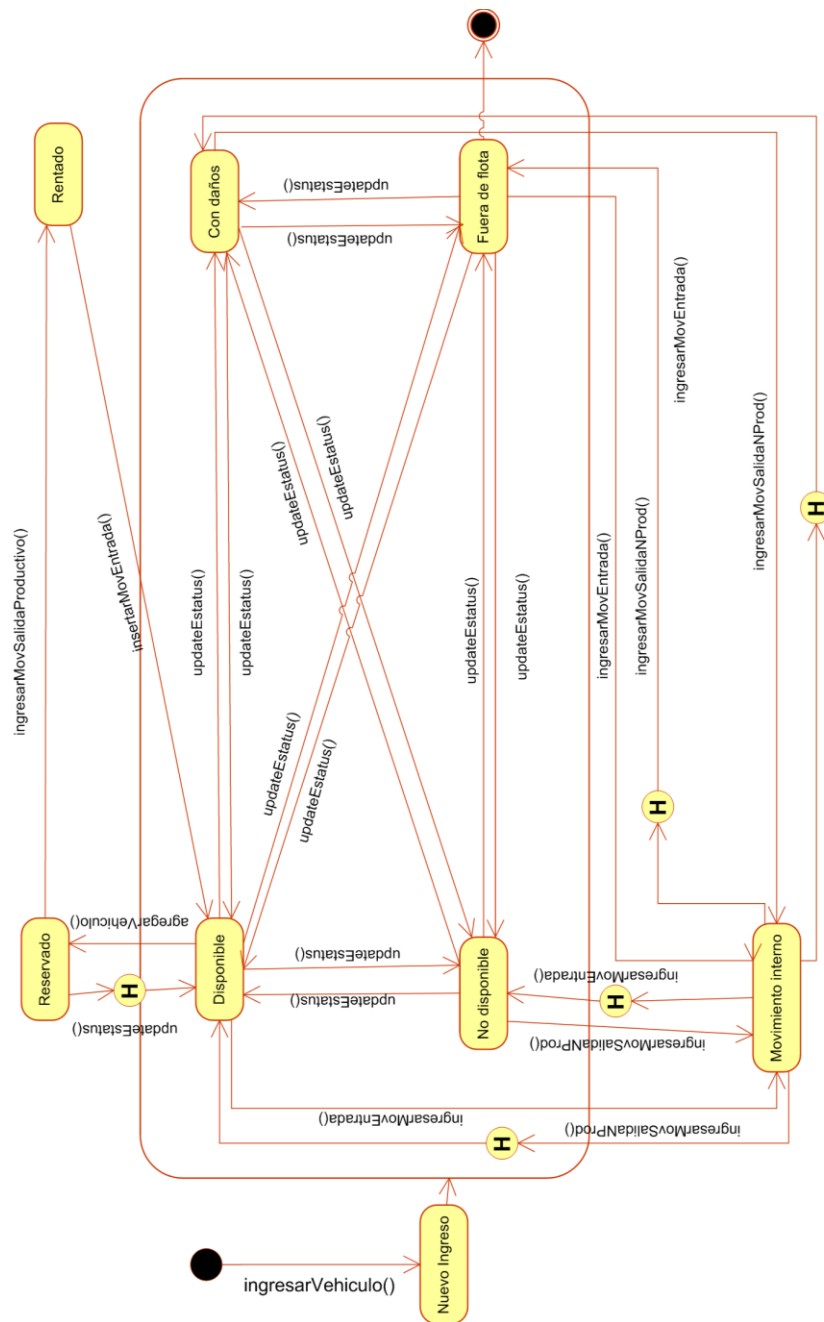 Rentado
Con daños
Fuera de flota
updateEstatus()
updateEstatus()
ingresarMovSalidaProductivo()
insertarMovEntrada()
updateEstatus()
updateEstatus()
updateEstatus()
updateEstatus()
updateEstatus()
updateEstatus()
updateEstatus()
updateEstatus()
ingresarMovEntrada()
ingresarMovSalidaNProd()
ingresarMovEntrada()
ingresarMovSalidaNProd()
H
H
Reservado
agregarVehiculo()
H
updateEstatus()
Disponible
updateEstatus()
updateEstatus()
No disponible
ingresarMovEntrada()
H
ingresarMovSalidaNProd()
Movimiento interno
ingresarMovEntrada()
H
ingresarMovSalidaNProd()
Nuevo Ingreso
ingresarVehiculo()